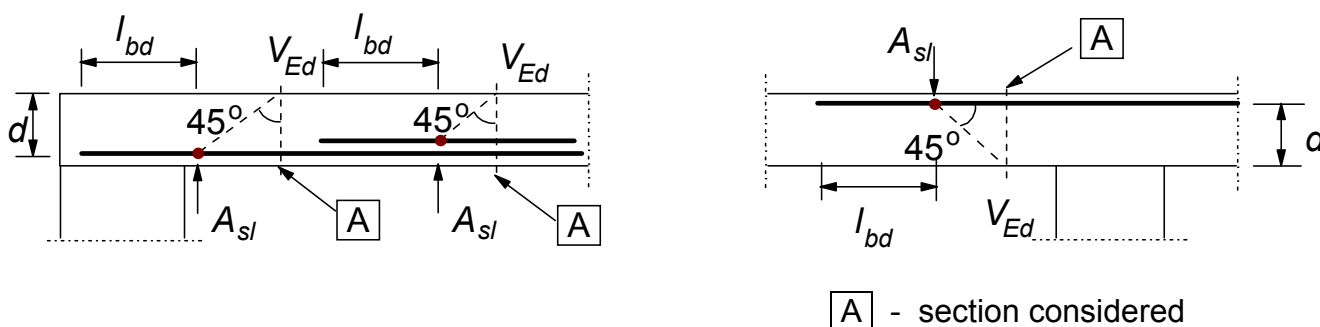 l_bd
V_Ed
l_bd
V_Ed
d
45°
45°
A_sl
A
A_sl
A
A_sl
A
45°
d
l_bd
V_Ed
A - section considered